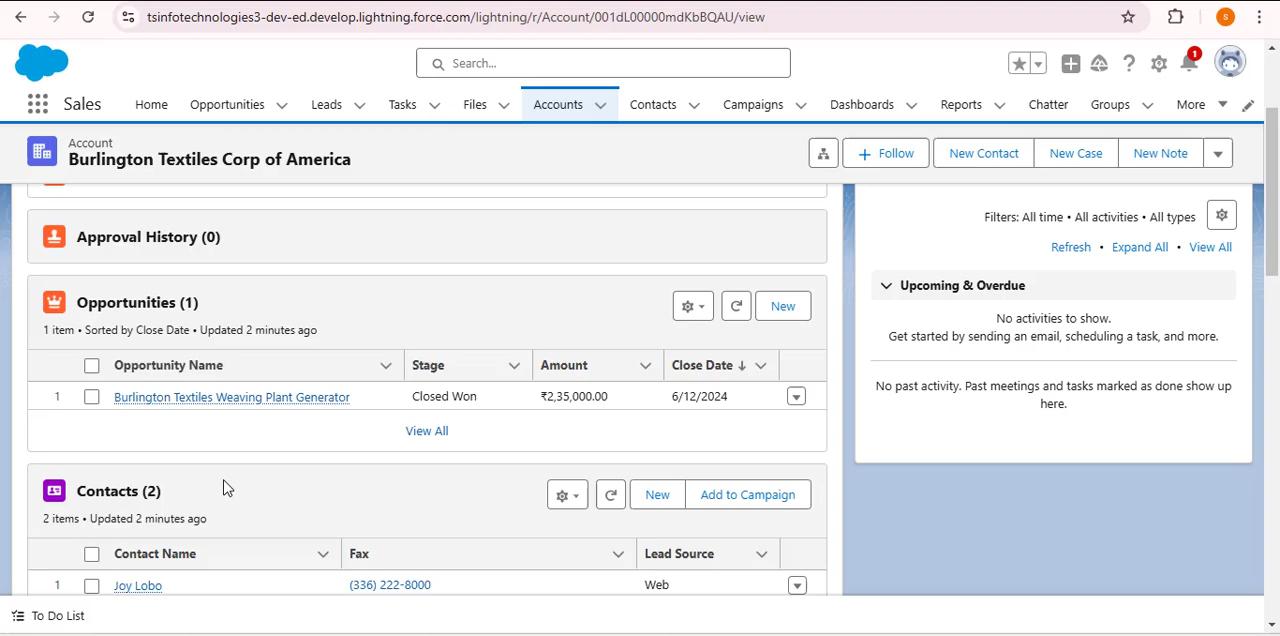 tsinfotechnologies3-dev-ed.develop.lightning.force.com/lightning/r/Account/001dL00000mdKbBQAU/view
S
Search...
1
Sales
Home
Opportunities
Leads
Tasks
Files
Accounts
Contacts
Campaigns
Dashboards
Reports
Chatter
Groups
More
Account
Burlington Textiles Corp of America
Follow
New Contact
New Case
New Note
Approval History (0)
Opportunities (1)
New
1 item • Sorted by Close Date • Updated 2 minutes ago
Opportunity Name Stage Amount Close Date
1 Burlington Textiles Weaving Plant Generator Closed Won ₹2,35,000.00 6/12/2024
View All
Contacts (2)
New
Add to Campaign
2 items • Updated 2 minutes ago
Contact Name Fax Lead Source
1 Joy Lobo (336) 222-8000 Web
Filters: All time • All activities • All types
Refresh • Expand All • View All
Upcoming & Overdue
No activities to show.
Get started by sending an email, scheduling a task, and more.
No past activity. Past meetings and tasks marked as done show up
here.
To Do List